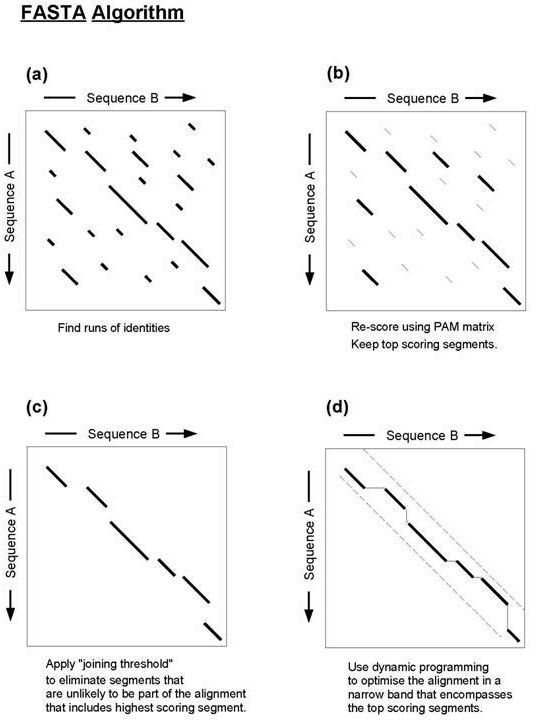 FASTA Algorithm
(a)
Sequence B
Sequence A
Find runs of identities
(b)
Sequence B
Sequence A
Re-score using PAM matrix
Keep top scoring segments.
(c)
Sequence B
Sequence A
Apply "joining threshold"
to eliminate segments that
are unlikely to be part of the alignment
that includes highest scoring segment.
(d)
Sequence B
Sequence A
Use dynamic programming
to optimise the alignment in a
narrow band that encompasses
the top scoring segments.